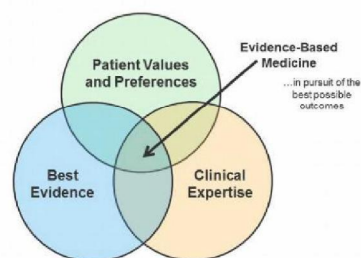 Evidence-Based
Medicine
...in pursuit of the
best possible
outcomes
Patient Values
and Preferences
Best
Evidence
Clinical
Expertise